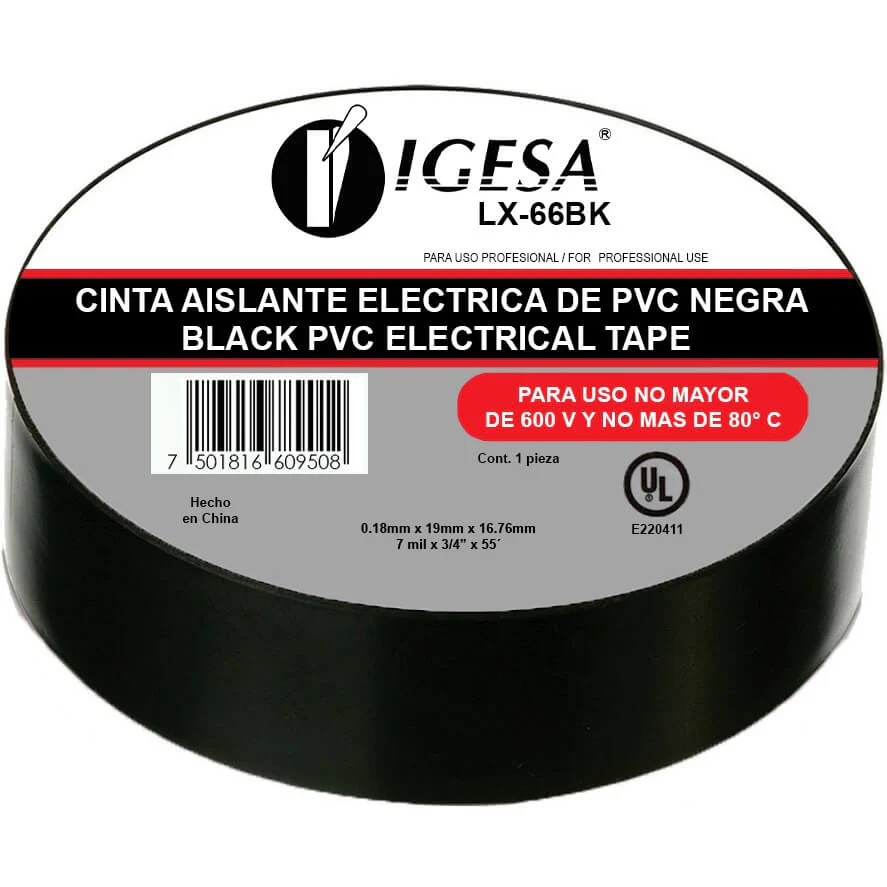 IGESA®
LX-66BK
PARA USO PROFESIONAL / FOR PROFESSIONAL USE
CINTA AISLANTE ELECTRICA DE PVC NEGRA
BLACK PVC ELECTRICAL TAPE
PARA USO NO MAYOR
DE 600 V Y NO MAS DE 80° C
7 501816 609508
Cont. 1 pieza
UL®
Hecho
en China
E220411
0.18mm x 19mm x 16.76mm
7 mil x 3/4” x 55´